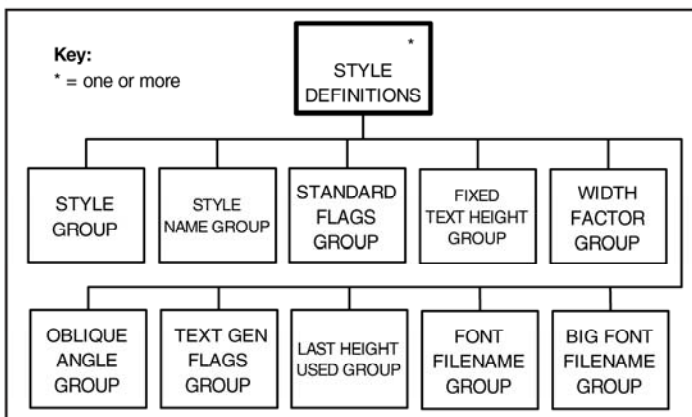 Key:
* = one or more
*
STYLE
DEFINITIONS
STYLE
GROUP
STYLE
NAME GROUP
STANDARD
FLAGS
GROUP
FIXED
TEXT HEIGHT
GROUP
WIDTH
FACTOR
GROUP
OBLIQUE
ANGLE
GROUP
TEXT GEN
FLAGS
GROUP
LAST HEIGHT
USED GROUP
FONT
FILENAME
GROUP
BIG FONT
FILENAME
GROUP